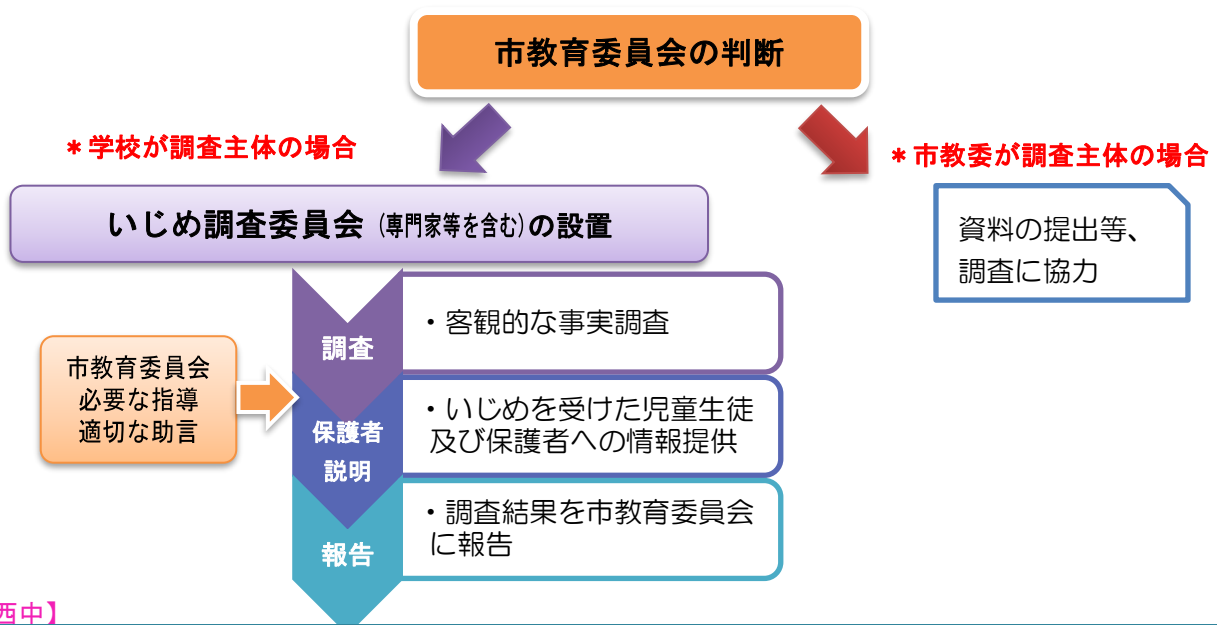 市教育委員会の判断
＊学校が調査主体の場合
＊市教委が調査主体の場合
いじめ調査委員会（専門家等を含む）の設置
資料の提出等、
調査に協力
調査
・客観的な事実調査
市教育委員会
必要な指導
適切な助言
保護者
説明
・いじめを受けた児童生徒
及び保護者への情報提供
報告
・調査結果を市教育委員会
に報告
西中】